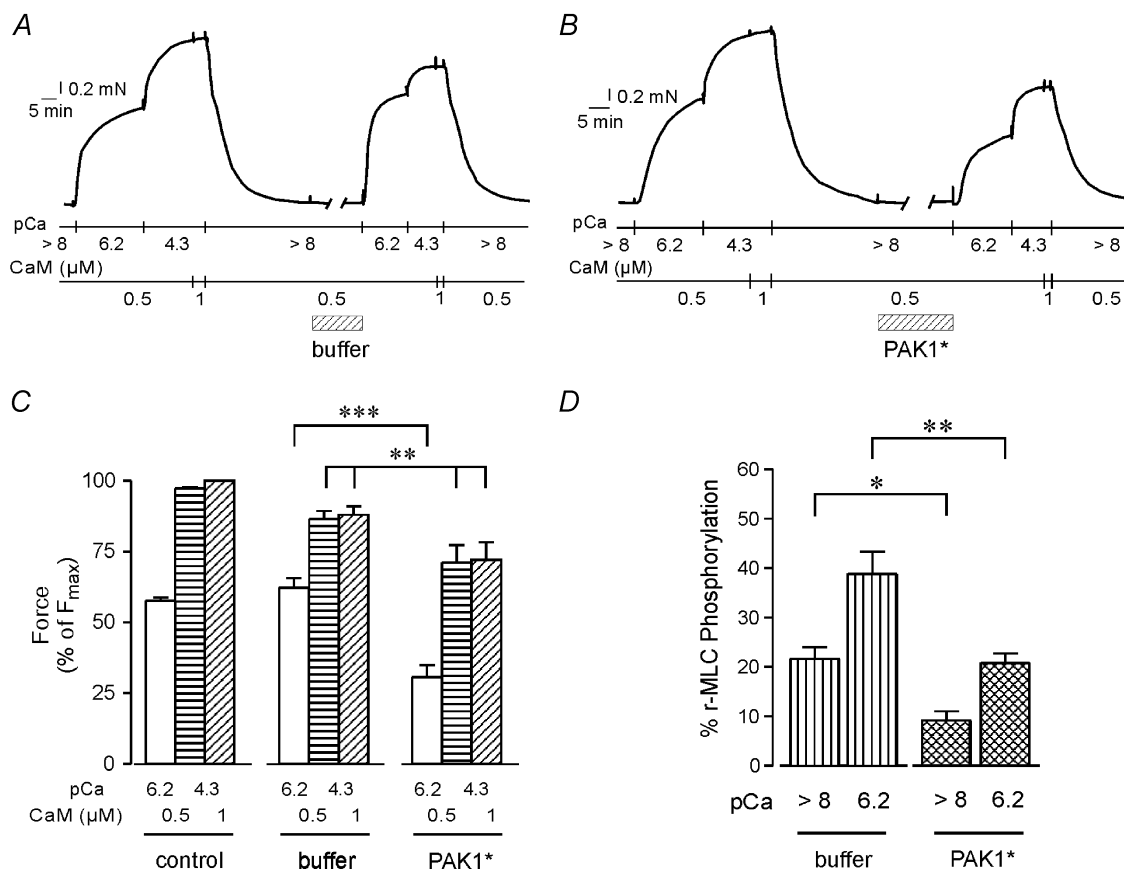 A
0.2 mN
5 min
pCa
> 8 6.2 4.3 > 8 6.2 4.3 > 8
CaM (µM)
0.5 1 0.5 1 0.5
buffer
B
0.2 mN
5 min
pCa
> 8 6.2 4.3 > 8 6.2 4.3 > 8
CaM (µM)
0.5 1 0.5 1 0.5
PAK1*
C
***
**
Force
(% of Fmax)
100
75
50
25
0
pCa 6.2 4.3 6.2 4.3 6.2 4.3
CaM (µM) 0.5 1 0.5 1 0.5 1
control buffer PAK1*
D
**
*
% r-MLC Phosphorylation
60
50
40
30
20
10
0
pCa > 8 6.2 > 8 6.2
buffer PAK1*